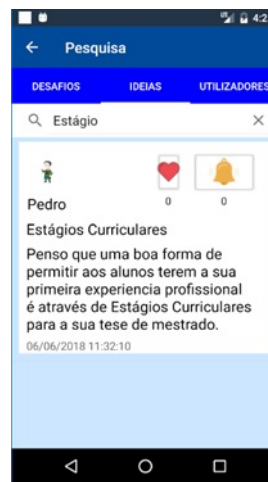 4:2
Pesquisa
DESAFIOS IDEIAS UTILIZADORES
Estágio
Pedro 0 0
Estágios Curriculares
Penso que uma boa forma de
permitir aos alunos terem a sua
primeira experiencia profissional
é através de Estágios Curriculares
para a sua tese de mestrado.
06/06/2018 11:32:10